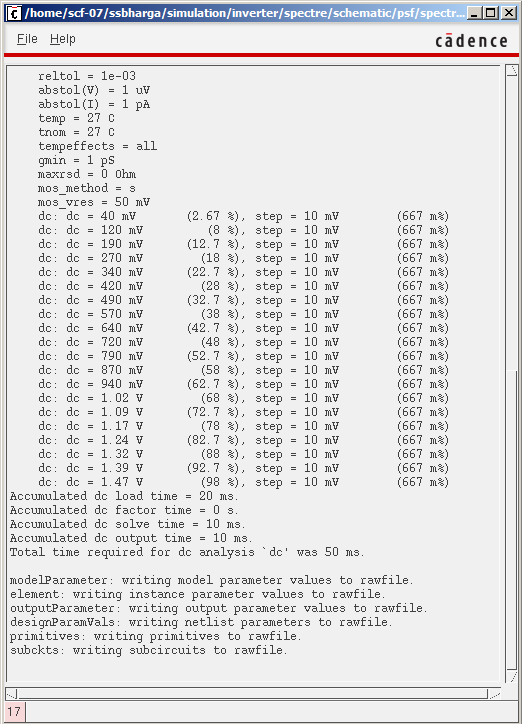 /home/scf-07/ssbharga/simulation/inverter/spectre/schematic/psf/spectr...
File Help
cādence
reltol = 1e-03
abstol(V) = 1 uV
abstol(I) = 1 pA
temp = 27 C
tnom = 27 C
tempeffects = all
gmin = 1 pS
maxrsd = 0 Ohm
mos_method = s
mos_vres = 50 mV
dc: dc = 40 mV (2.67 %), step = 10 mV (667 m%)
dc: dc = 120 mV (8 %), step = 10 mV (667 m%)
dc: dc = 190 mV (12.7 %), step = 10 mV (667 m%)
dc: dc = 270 mV (18 %), step = 10 mV (667 m%)
dc: dc = 340 mV (22.7 %), step = 10 mV (667 m%)
dc: dc = 420 mV (28 %), step = 10 mV (667 m%)
dc: dc = 490 mV (32.7 %), step = 10 mV (667 m%)
dc: dc = 570 mV (38 %), step = 10 mV (667 m%)
dc: dc = 640 mV (42.7 %), step = 10 mV (667 m%)
dc: dc = 720 mV (48 %), step = 10 mV (667 m%)
dc: dc = 790 mV (52.7 %), step = 10 mV (667 m%)
dc: dc = 870 mV (58 %), step = 10 mV (667 m%)
dc: dc = 940 mV (62.7 %), step = 10 mV (667 m%)
dc: dc = 1.02 V (68 %), step = 10 mV (667 m%)
dc: dc = 1.09 V (72.7 %), step = 10 mV (667 m%)
dc: dc = 1.17 V (78 %), step = 10 mV (667 m%)
dc: dc = 1.24 V (82.7 %), step = 10 mV (667 m%)
dc: dc = 1.32 V (88 %), step = 10 mV (667 m%)
dc: dc = 1.39 V (92.7 %), step = 10 mV (667 m%)
dc: dc = 1.47 V (98 %), step = 10 mV (667 m%)
Accumulated dc load time = 20 ms.
Accumulated dc factor time = 0 s.
Accumulated dc solve time = 10 ms.
Accumulated dc output time = 10 ms.
Total time required for dc analysis `dc' was 50 ms.
modelParameter: writing model parameter values to rawfile.
element: writing instance parameter values to rawfile.
outputParameter: writing output parameter values to rawfile.
designParamVals: writing netlist parameters to rawfile.
primitives: writing primitives to rawfile.
subckts: writing subcircuits to rawfile.
17